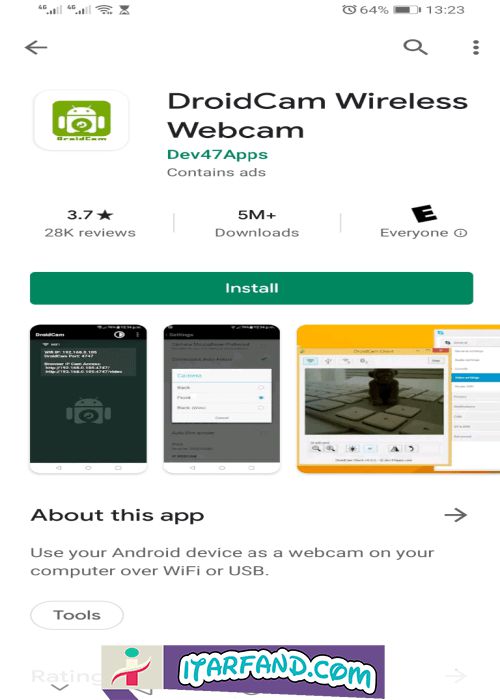 4G 4G 64% 13:23
DroidCam Wireless
Webcam
Dev47Apps
Contains ads
DroidCam
3.7★ 5M+ E
28K reviews Downloads Everyone
Install
DroidCam
WiFi
WiFi IP: 192.168.0.105
DroidCam Port: 4747
Browser IP Cam Access:
http://192.168.0.105:4747/
http://192.168.0.105:4747/video
Settings
Camera
Back
Front
Back (Wide)
Cancel
DroidCam Client
Stop
About this app
Use your Android device as a webcam on your
computer over WiFi or USB.
Tools
Rating
ITARFAND.COM